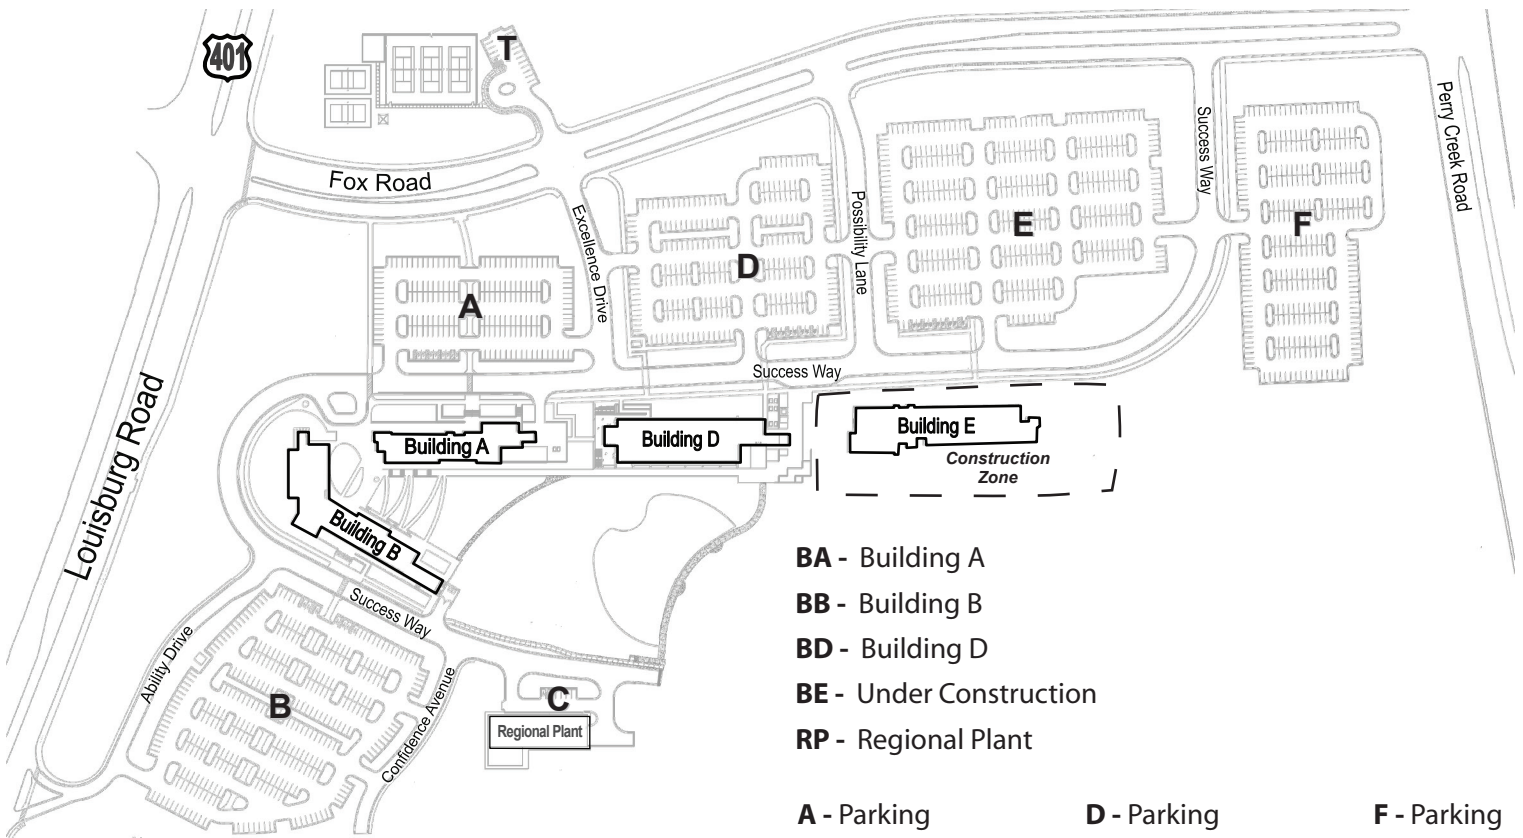 401
T
Fox Road
Excellence Drive
Possibility Lane
Success Way
Perry Creek Road
A
D
E
F
Success Way
Louisburg Road
Building A
Building D
Building E
Construction
Zone
Building B
Success Way
Ability Drive
Confidence Avenue
B
C
Regional Plant
BA - Building A
BB - Building B
BD - Building D
BE - Under Construction
RP - Regional Plant
A - Parking
D - Parking
F - Parking